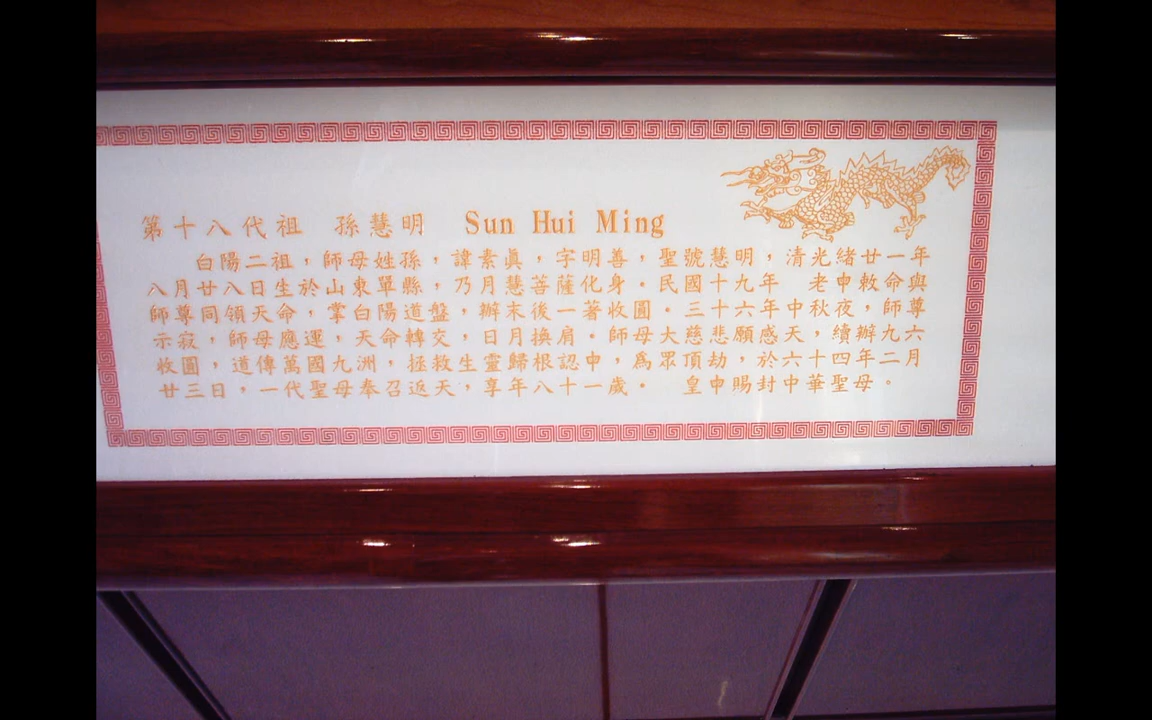 第十八代祖 孫慧明 Sun Hui Ming
白陽二祖，師母姓孫，諱素眞，字明善，聖號慧明，清光緒廿一年
八月廿八日生於山東單縣，乃月慧菩薩化身。民國十九年 老申敕命與
師尊同領天命，掌白陽道盤，辦末後一著收圓。三十六年中秋夜，師尊
示寂，師母應運，天命轉交，日月換肩。師母大慈悲願感天，續辦九六
收圓，道傳萬國九洲，拯救生靈歸根認申，爲眾頂劫，於六十四年二月
廿三日，一代聖母奉召返天，享年八十一歲。 皇申賜封中華聖母。